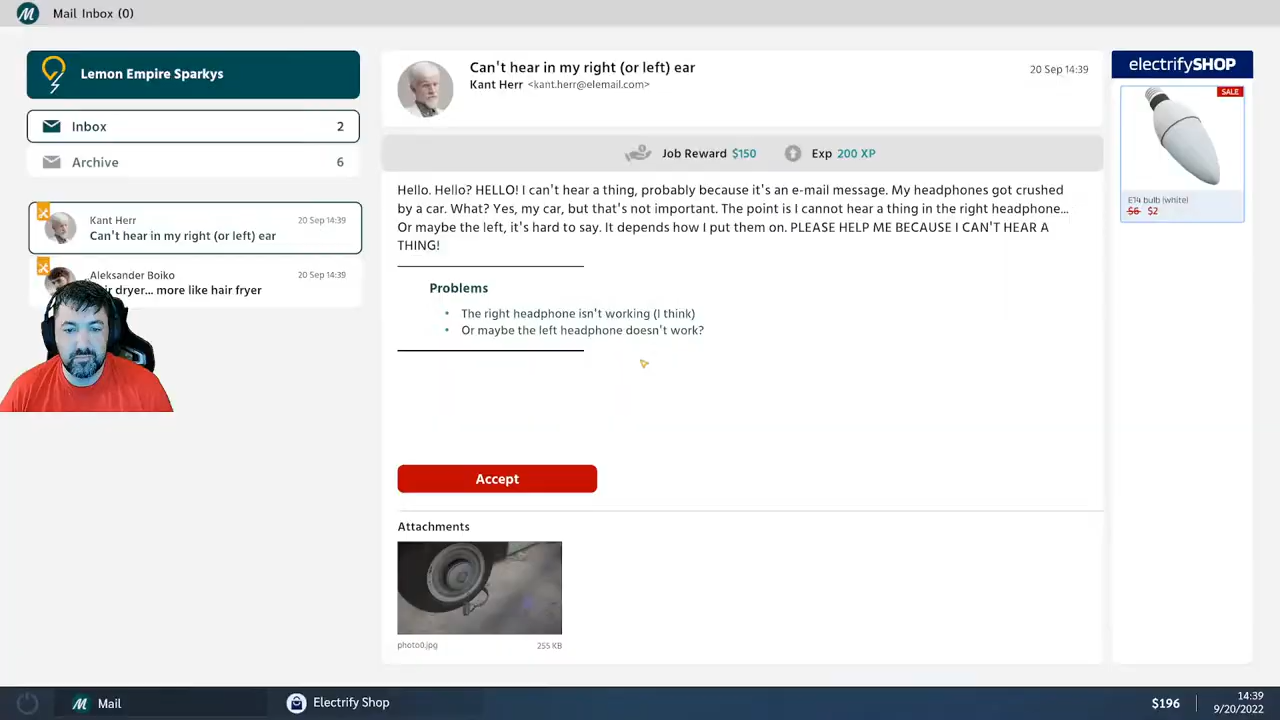 Mail Inbox (0)
Lemon Empire Sparkys
Inbox 2
Archive 6
Kant Herr 20 Sep 14:39
Can't hear in my right (or left) ear
Aleksander Boiko 20 Sep 14:39
dryer... more like hair fryer
Can't hear in my right (or left) ear
Kant Herr <kant.herr@elemail.com>
20 Sep 14:39
Job Reward $150 Exp 200 XP
Hello. Hello? HELLO! I can't hear a thing, probably because it's an e-mail message. My headphones got crushed
by a car. What? Yes, my car, but that's not important. The point is I cannot hear a thing in the right headphone...
Or maybe the left, it's hard to say. It depends how I put them on. PLEASE HELP ME BECAUSE I CAN'T HEAR A
THING!
Problems
• The right headphone isn't working (I think)
• Or maybe the left headphone doesn't work?
Accept
Attachments
photo0.jpg 255 KB
electrifySHOP
SALE
E14 bulb (white)
$6 $2
Mail
Electrify Shop
$196
14:39
9/20/2022